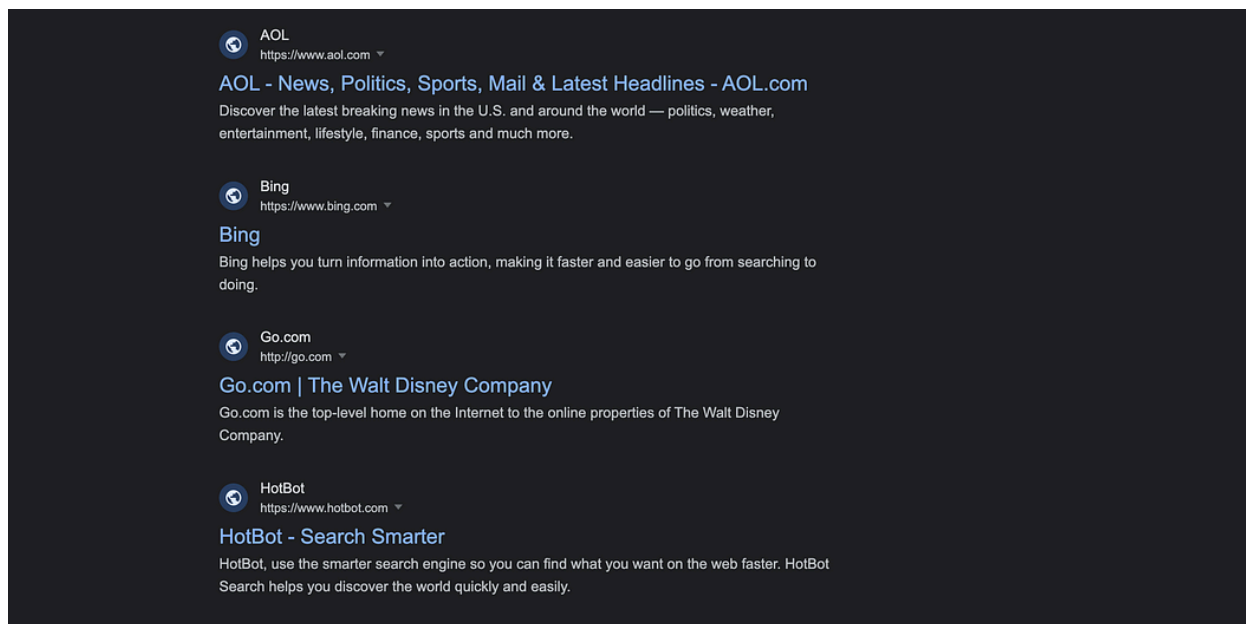 AOL
https://www.aol.com
AOL - News, Politics, Sports, Mail & Latest Headlines - AOL.com
Discover the latest breaking news in the U.S. and around the world — politics, weather,
entertainment, lifestyle, finance, sports and much more.
Bing
https://www.bing.com
Bing
Bing helps you turn information into action, making it faster and easier to go from searching to
doing.
Go.com
http://go.com
Go.com | The Walt Disney Company
Go.com is the top-level home on the Internet to the online properties of The Walt Disney
Company.
HotBot
https://www.hotbot.com
HotBot - Search Smarter
HotBot, use the smarter search engine so you can find what you want on the web faster. HotBot
Search helps you discover the world quickly and easily.